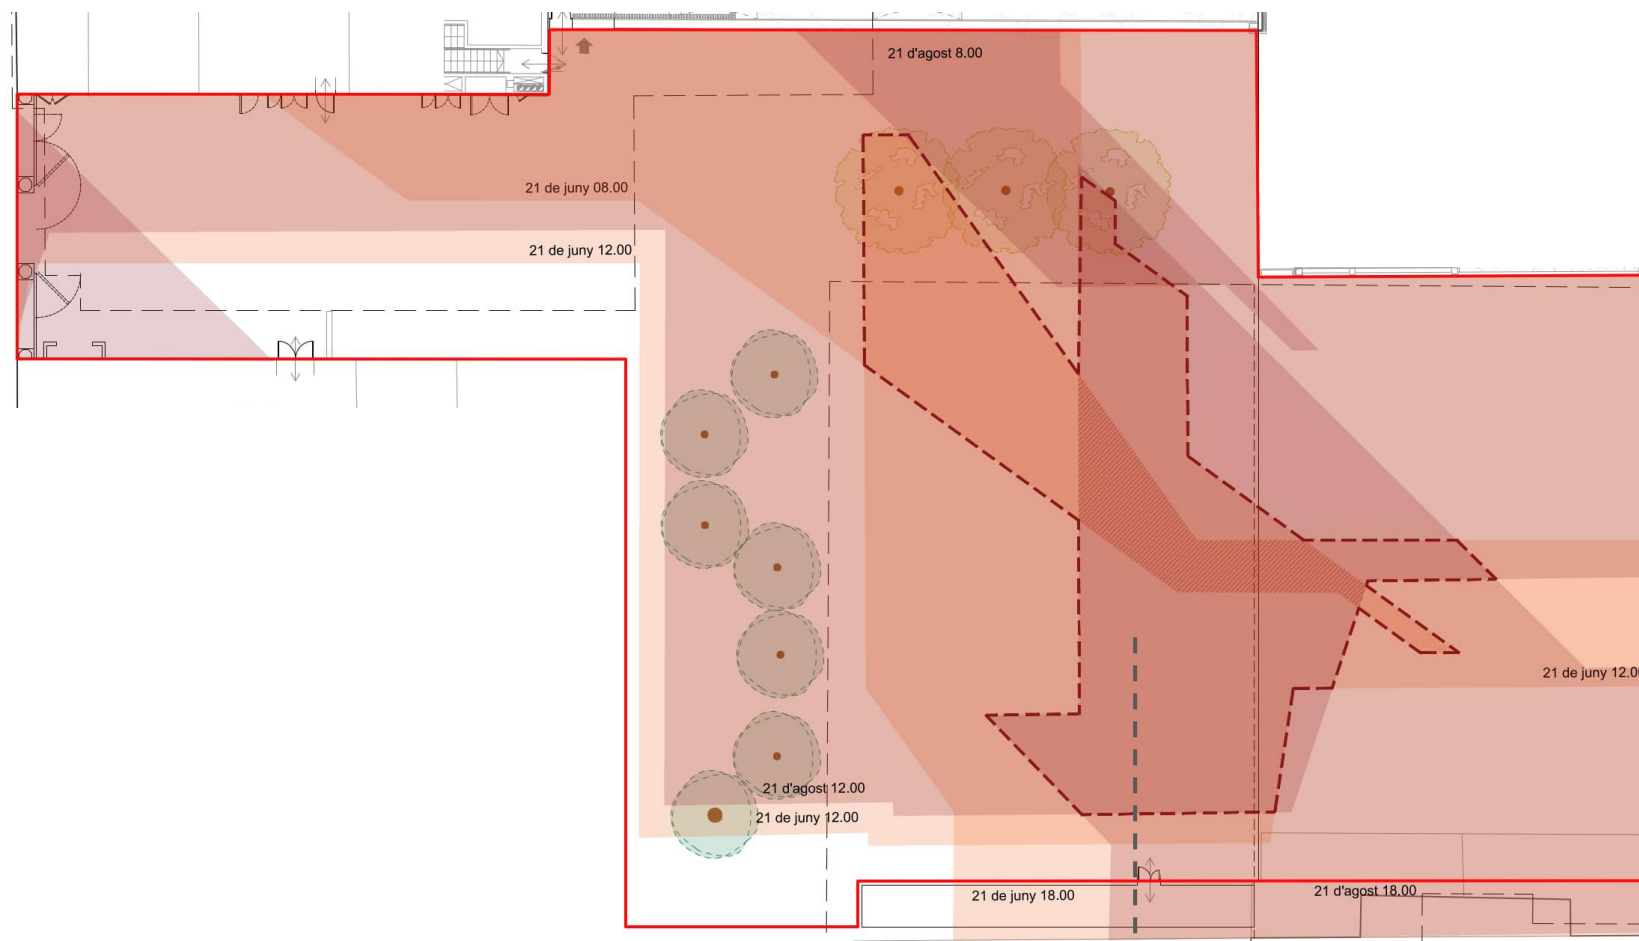 21 d'agost 8.00
21 de juny 08.00
21 de juny 12.00
21 de juny 12.0
21 d'agost 12.00
21 de juny 12.00
21 de juny 18.00
21 d'agost 18.00